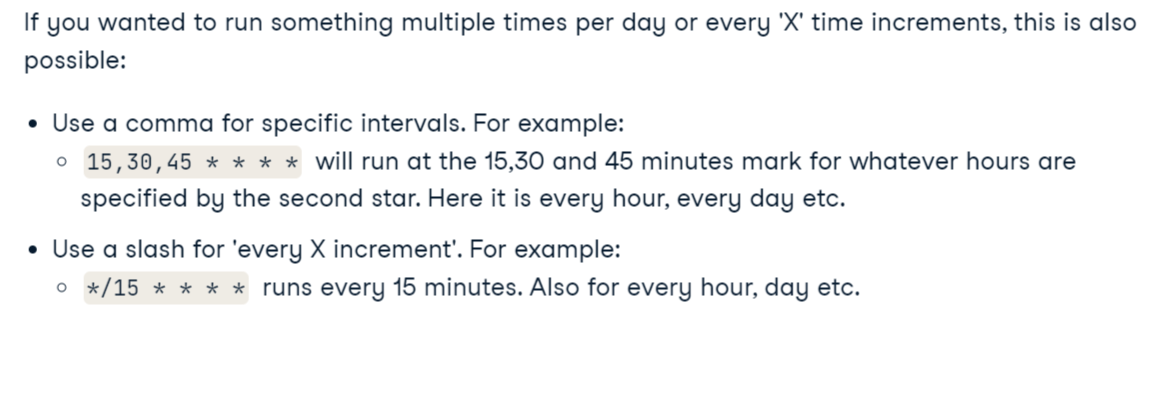 If you wanted to run something multiple times per day or every 'X' time increments, this is also
possible:
• Use a comma for specific intervals. For example:
◦ 15,30,45 * * * * will run at the 15,30 and 45 minutes mark for whatever hours are
specified by the second star. Here it is every hour, every day etc.
• Use a slash for 'every X increment'. For example:
◦ */15 * * * * runs every 15 minutes. Also for every hour, day etc.